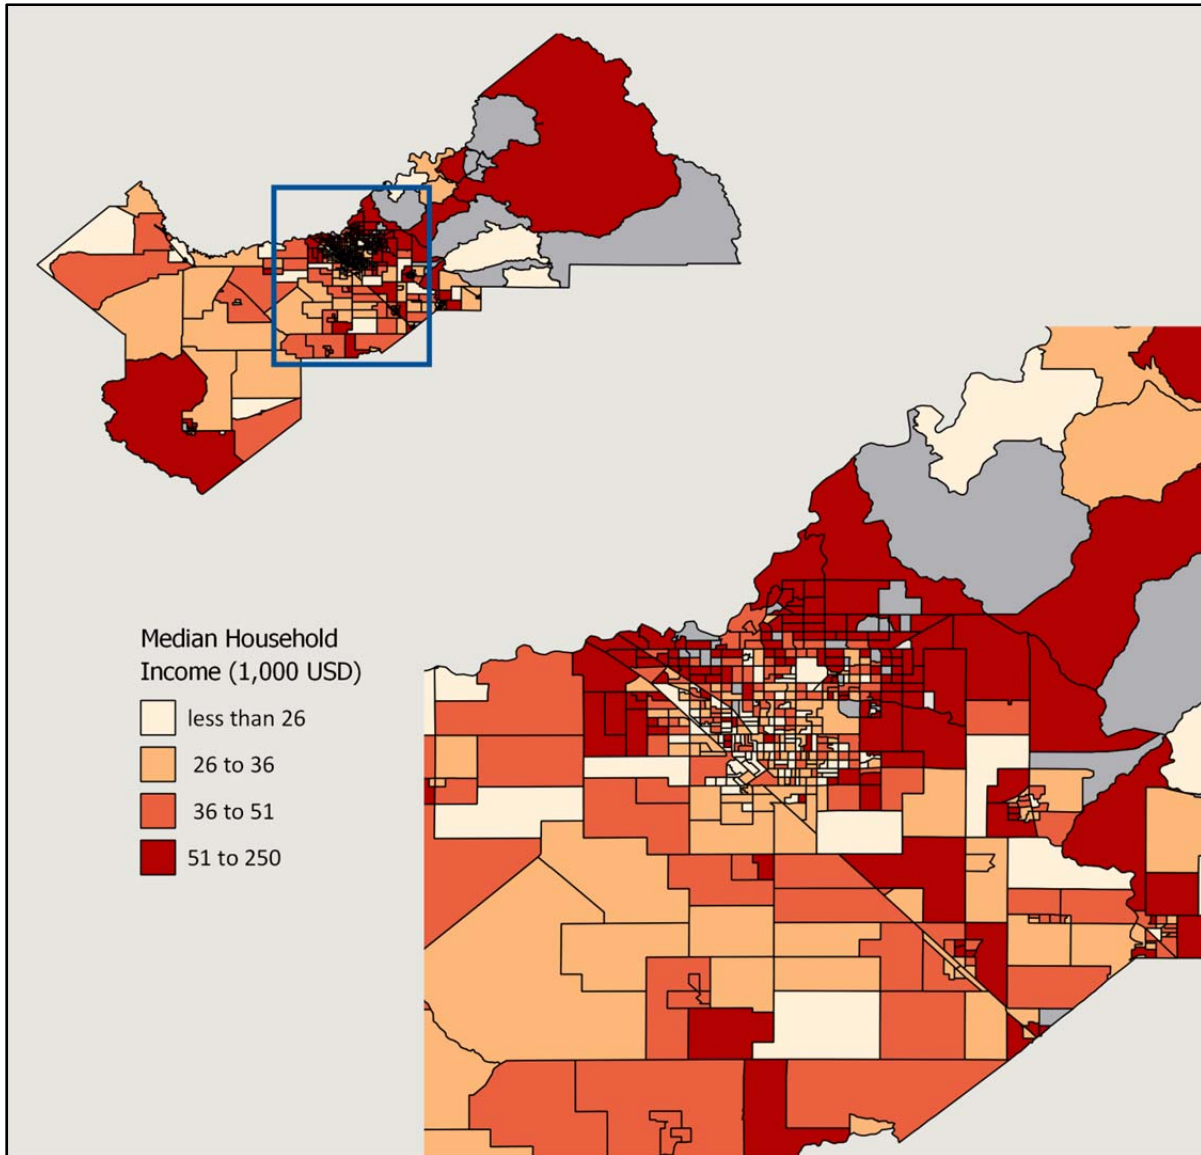 Median Household
Income (1,000 USD)
less than 26
26 to 36
36 to 51
51 to 250